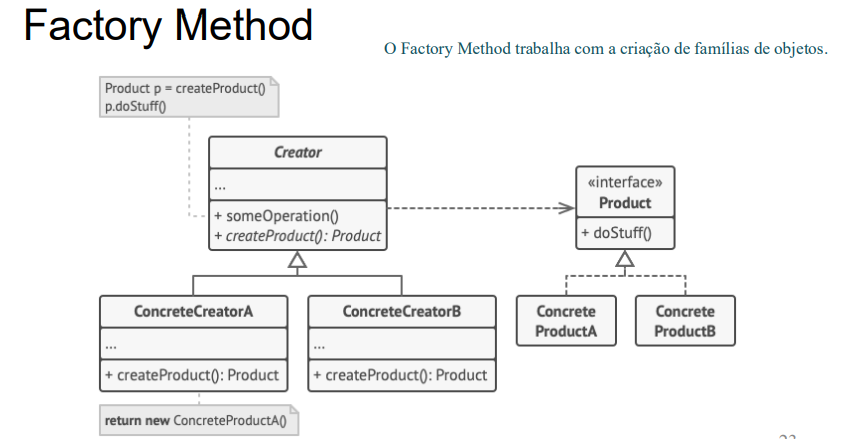 Factory Method
O Factory Method trabalha com a criação de famílias de objetos.
Product p = createProduct()
p.doStuff()
Creator
...
+ someOperation()
+ createProduct(): Product
«interface»
Product
+ doStuff()
ConcreteCreatorA
...
+ createProduct(): Product
ConcreteCreatorB
...
+ createProduct(): Product
Concrete
ProductA
Concrete
ProductB
return new ConcreteProductA()